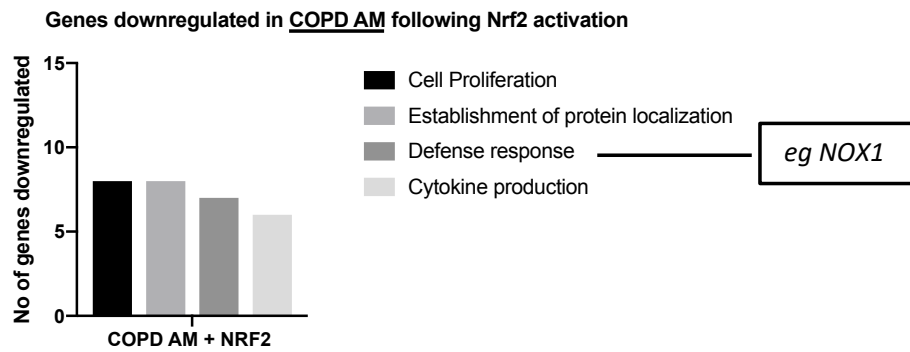 Genes downregulated in COPD AM following Nrf2 activation
No of genes downregulated
15
10
5
0
COPD AM + NRF2
Cell Proliferation
Establishment of protein localization
Defense response
Cytokine production
eg NOX1